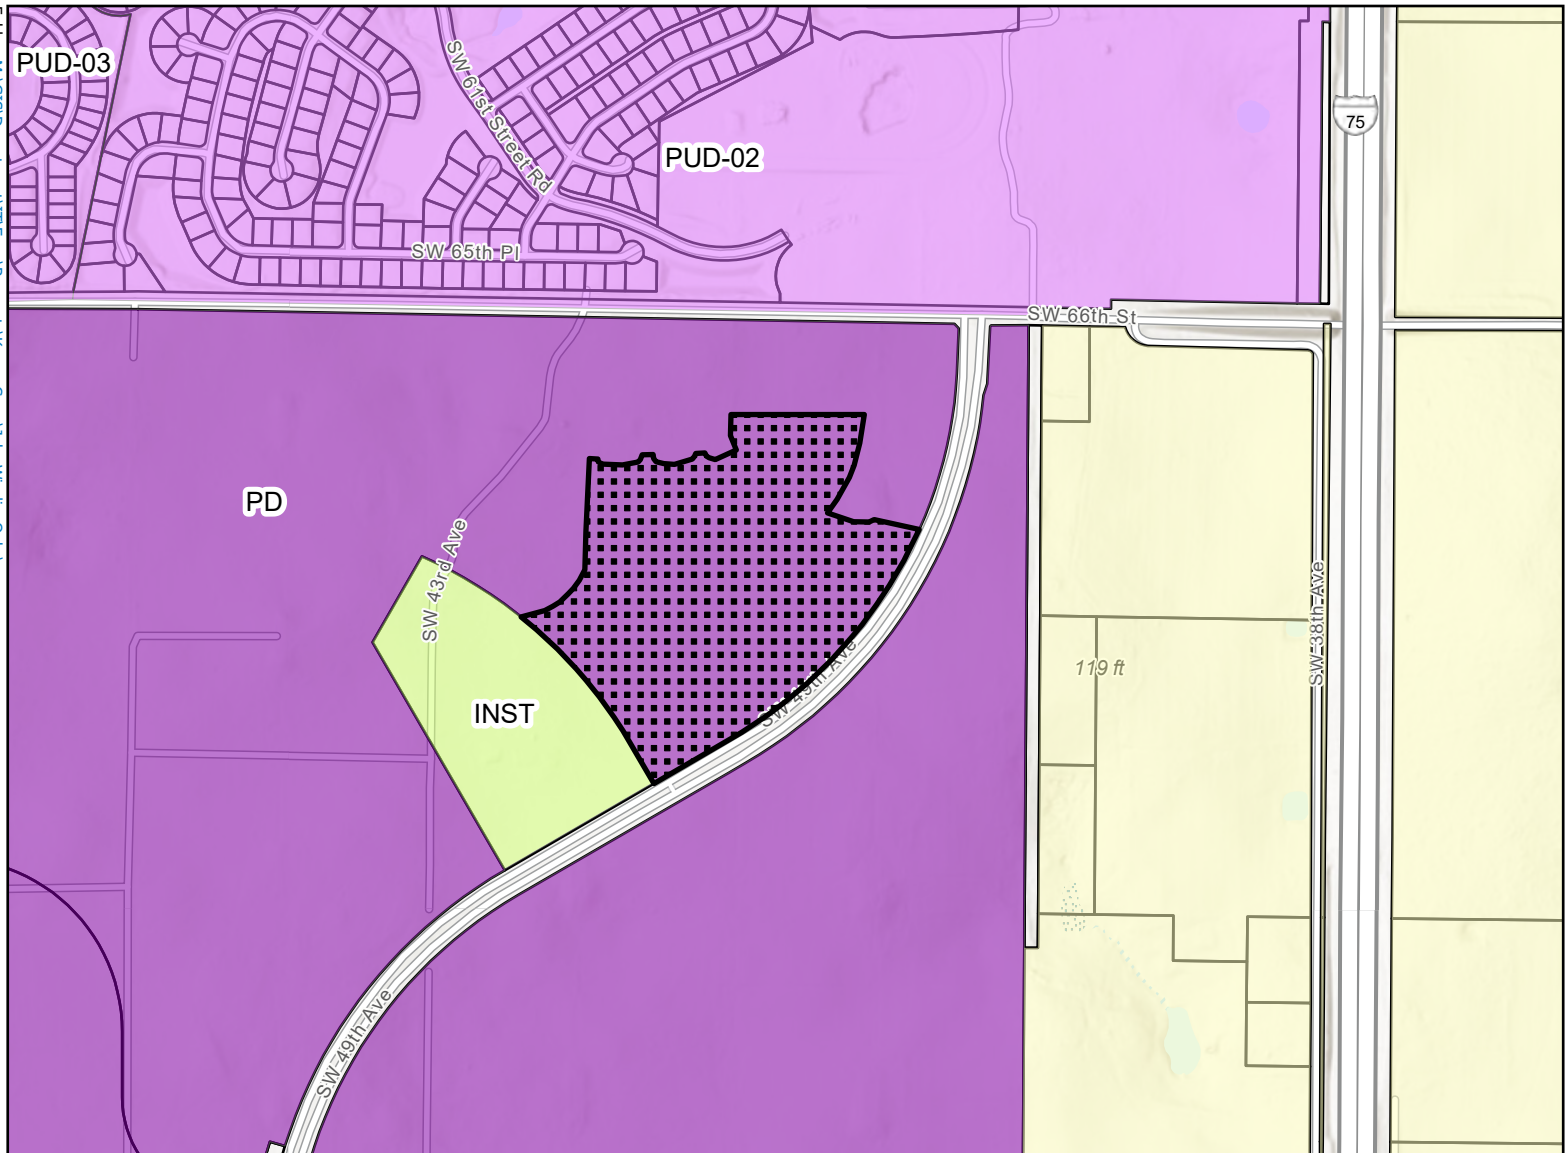 PUD-03
SW 61st Street Rd
75
PUD-02
SW 65th Pl
SW 66th St
PD
SW 43rd Ave
SW 38th Ave
SW 49th Ave
119 ft
INST
SW 49th Ave